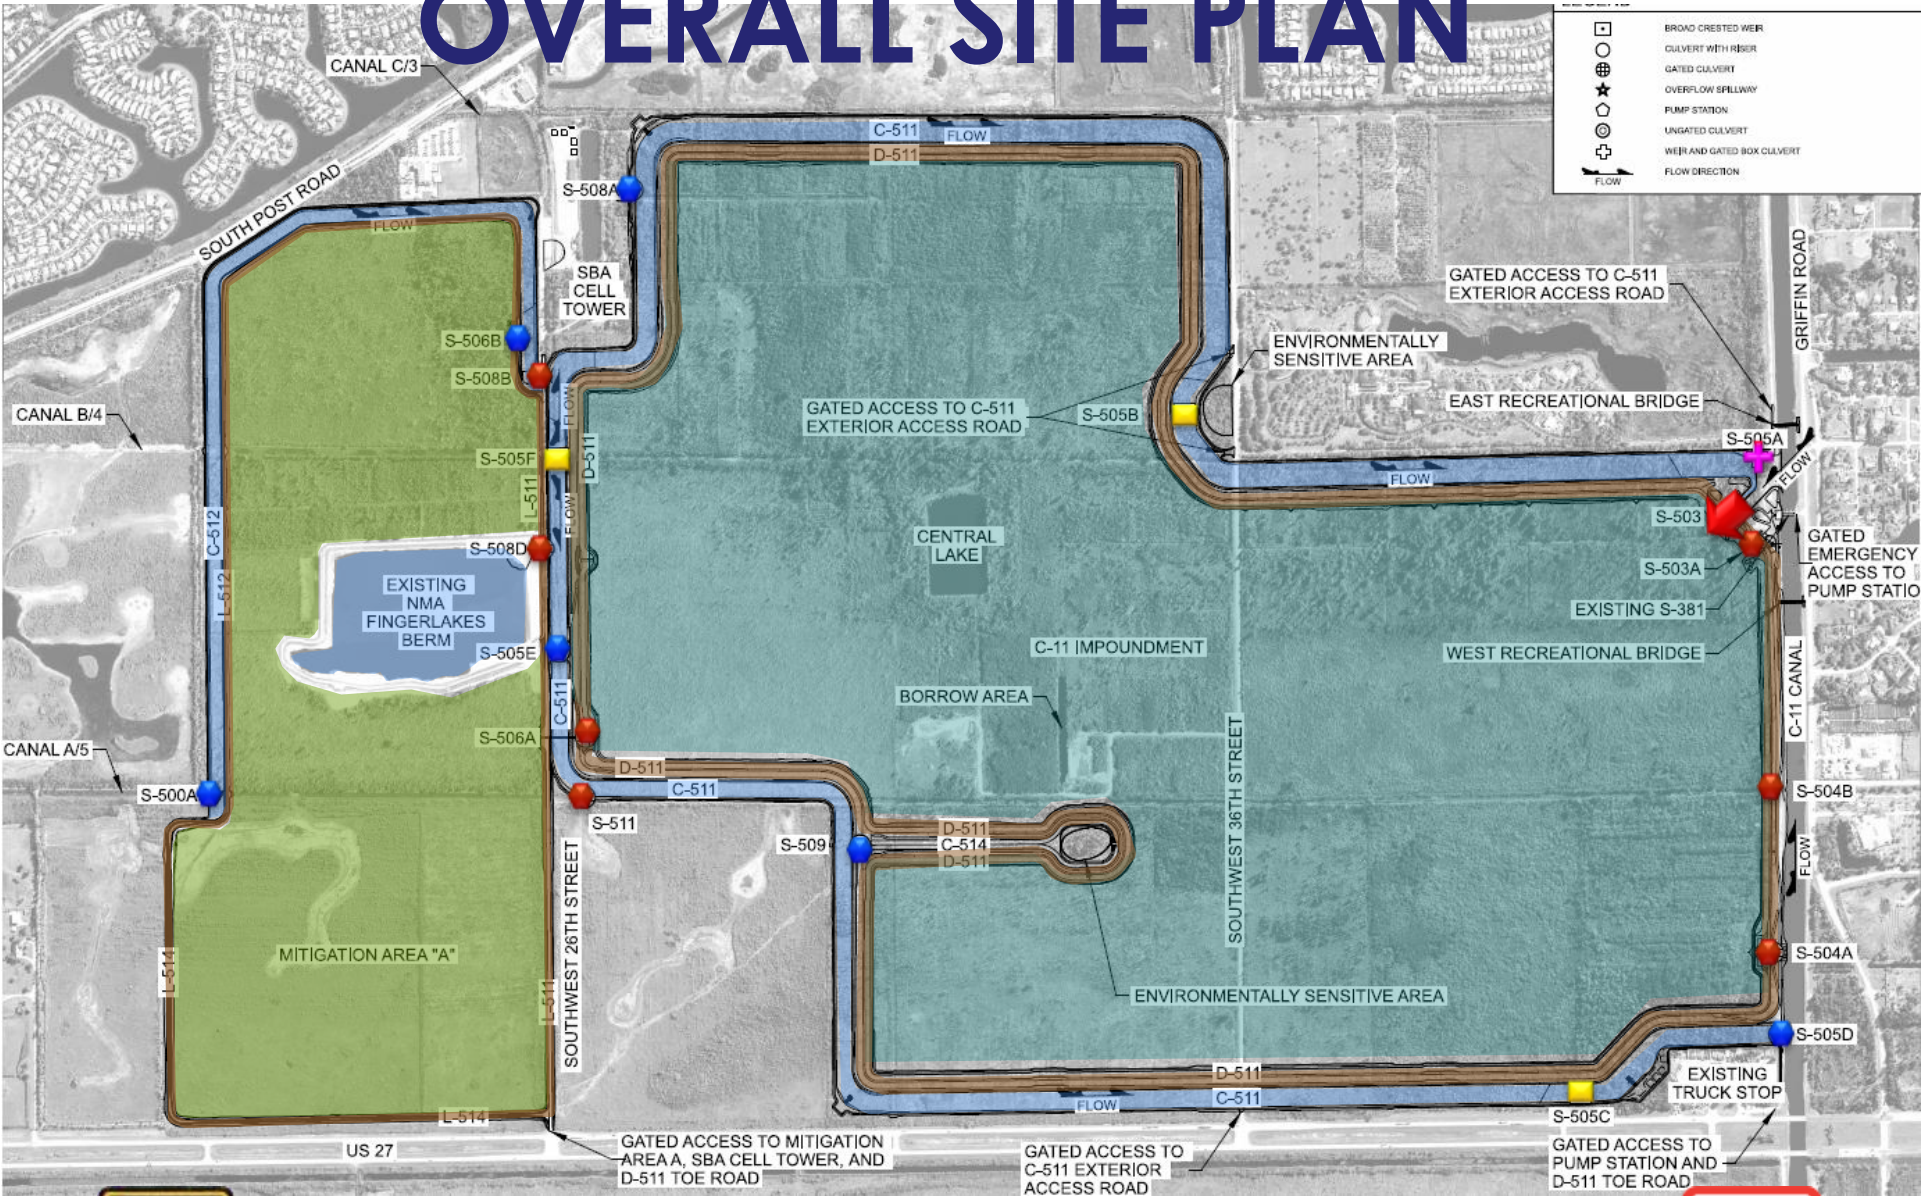 OVERALL SITE PLAN
BROAD CRESTED WEIR
CULVERT WITH RISER
GATED CULVERT
OVERFLOW SPILLWAY
PUMP STATION
UNGATED CULVERT
WEIR AND GATED BOX CULVERT
FLOW
FLOW DIRECTION
CANAL C/3
C-511
FLOW
D-511
S-508A
SOUTH POST ROAD
FLOW
SBA
CELL
TOWER
GATED ACCESS TO C-511
EXTERIOR ACCESS ROAD
GRIFFIN ROAD
S-506B
S-508B
ENVIRONMENTALLY
SENSITIVE AREA
FLOW
CANAL B/4
GATED ACCESS TO C-511
EXTERIOR ACCESS ROAD
S-505B
EAST RECREATIONAL BRIDGE
S-505A
FLOW
S-505F
D-511
L-511
FLOW
FLOW
S-503
C-512
L-512
S-508D
CENTRAL
LAKE
GATED
EMERGENCY
ACCESS TO
PUMP STATIO
S-503A
EXISTING
NMA
FINGERLAKES
BERM
EXISTING S-381
S-505E
C-11 IMPOUNDMENT
WEST RECREATIONAL BRIDGE
C-511
BORROW AREA
C-11 CANAL
S-506A
CANAL A/5
D-511
C-511
SOUTHWEST 36TH STREET
S-500A
S-504B
S-511
S-509
D-511
C-514
D-511
FLOW
SOUTHWEST 26TH STREET
MITIGATION AREA "A"
L-514
L-511
S-504A
ENVIRONMENTALLY SENSITIVE AREA
S-505D
D-511
C-511
FLOW
EXISTING
TRUCK STOP
L-514
S-505C
US 27
GATED ACCESS TO MITIGATION
AREA A, SBA CELL TOWER, AND
D-511 TOE ROAD
GATED ACCESS TO
C-511 EXTERIOR
ACCESS ROAD
GATED ACCESS TO
PUMP STATION AND
D-511 TOE ROAD